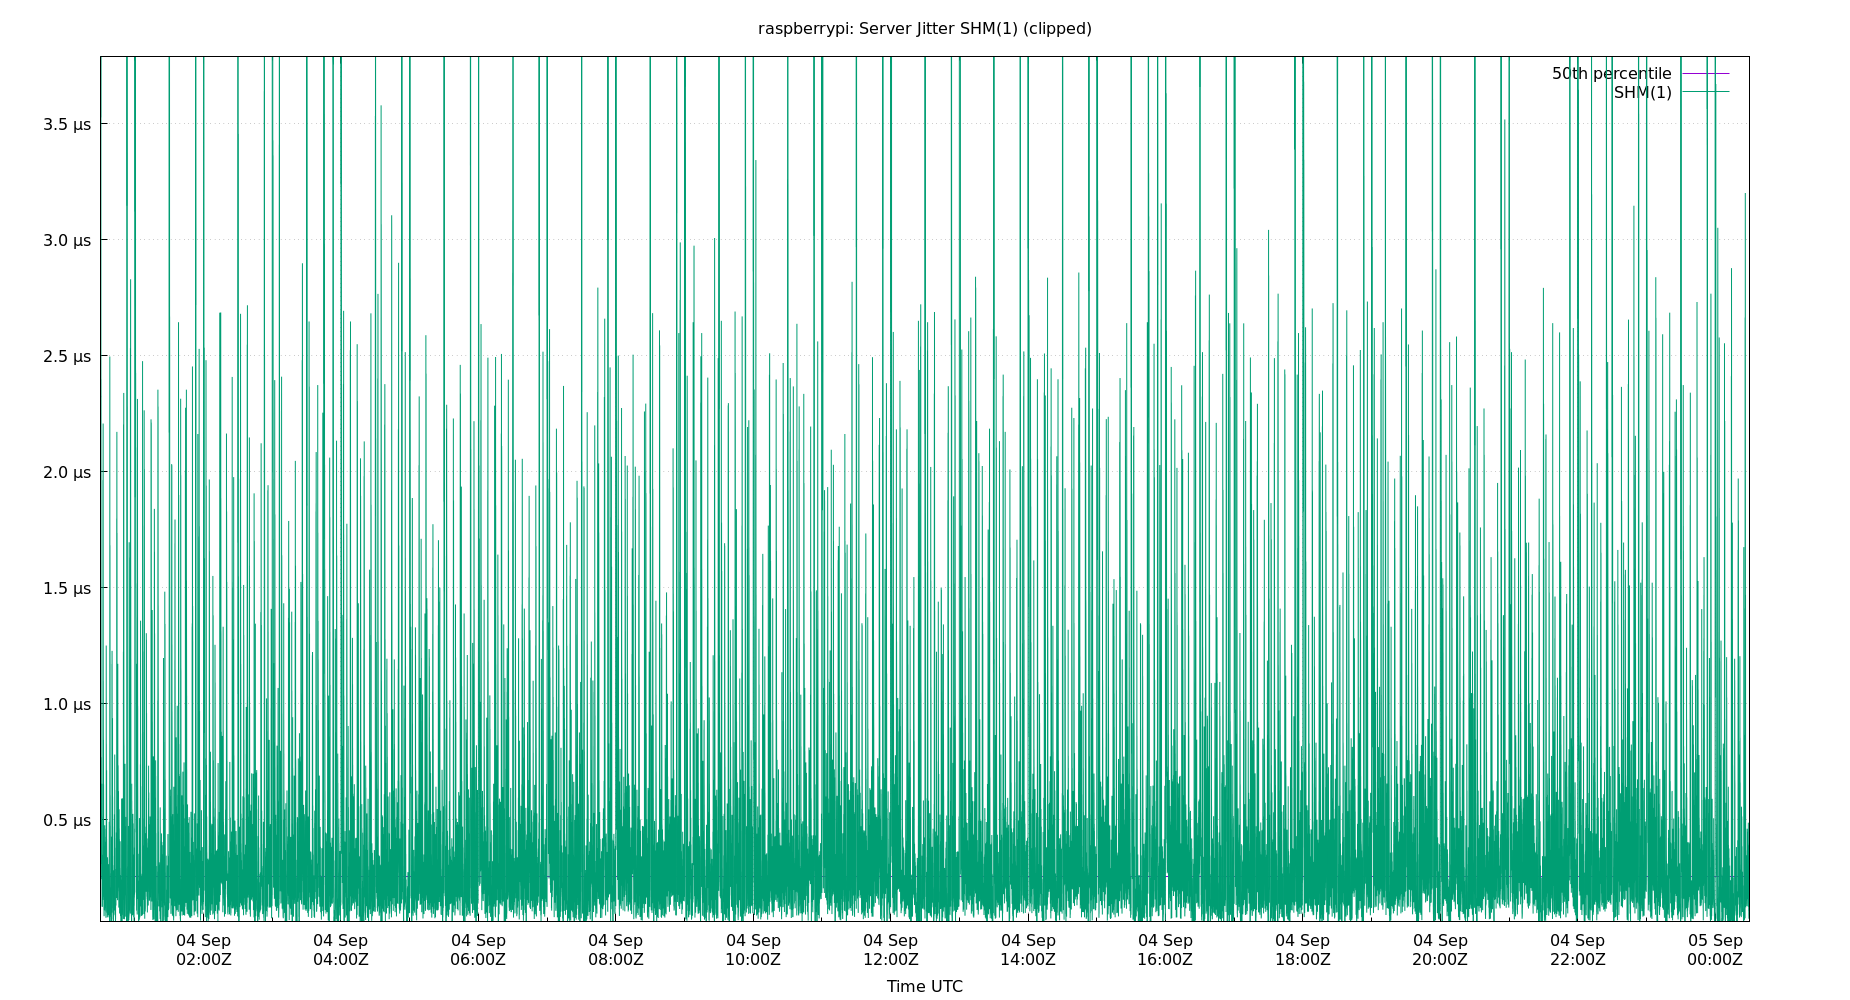 raspberrypi: Server Jitter SHM(1) (clipped)
50th percentile
SHM(1)
3.5 µs
3.0 µs
2.5 µs
2.0 µs
1.5 µs
1.0 µs
0.5 µs
04 Sep 04 Sep 04 Sep 04 Sep 04 Sep 04 Sep 04 Sep 04 Sep 04 Sep 04 Sep 04 Sep 05 Sep
02:00Z 04:00Z 06:00Z 08:00Z 10:00Z 12:00Z 14:00Z 16:00Z 18:00Z 20:00Z 22:00Z 00:00Z
Time UTC